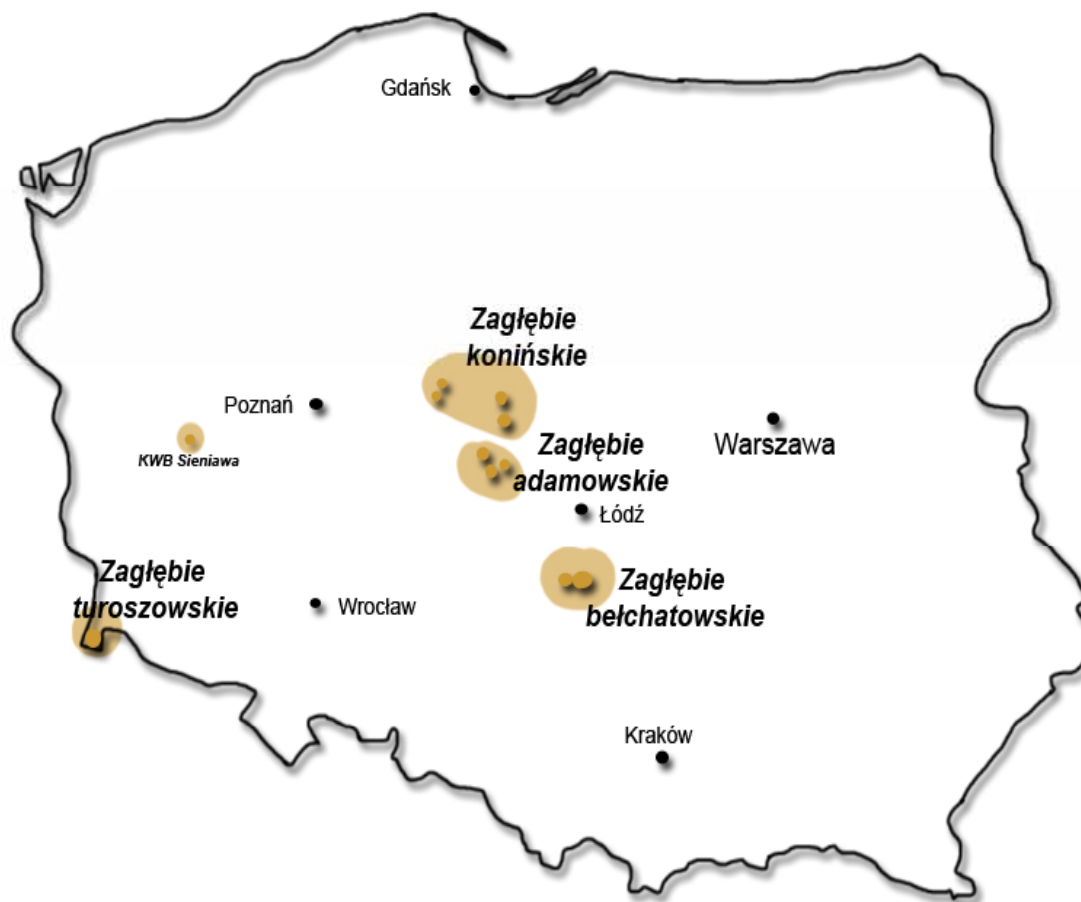 Gdańsk
Zagłębie
konińskie
Poznań
KWB Sieniawa
Warszawa
Zagłębie
adamowskie
Łódź
Zagłębie
turoszowskie
Wrocław
Zagłębie
bełchatowskie
Kraków